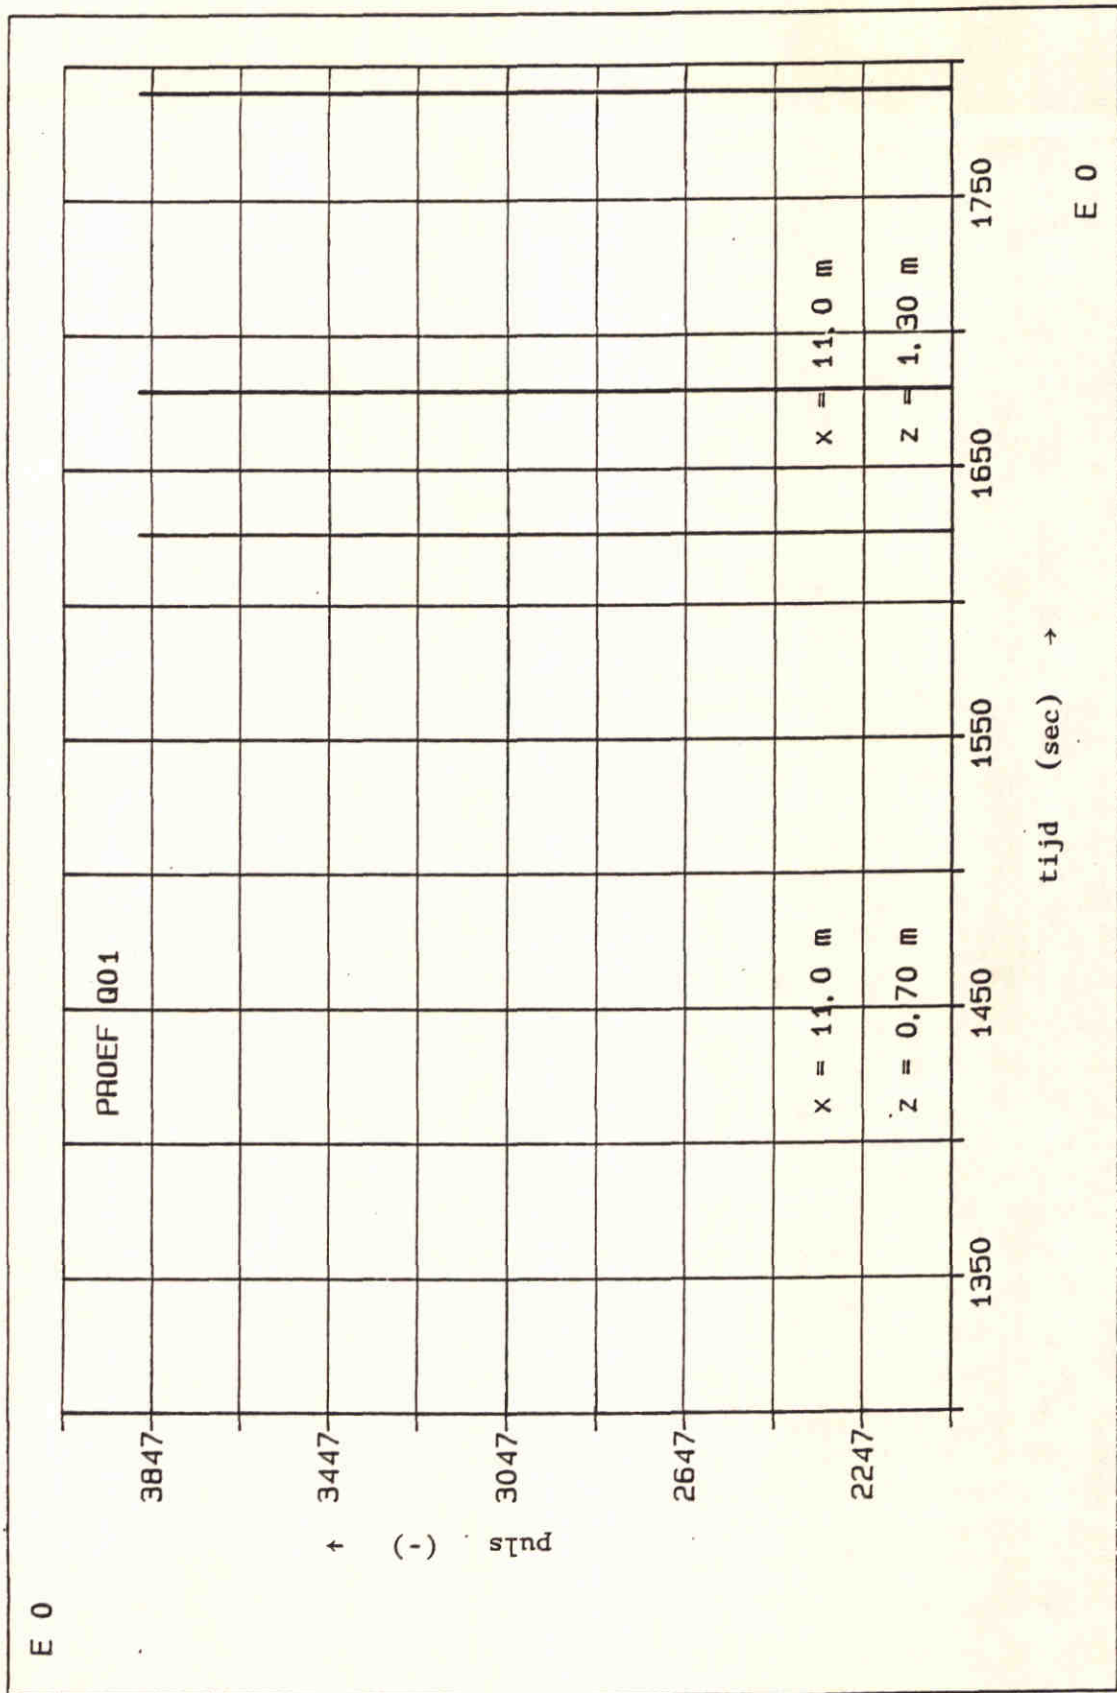 E 0
PROEF Q01
3847
3447
3047
2647
2247
puls (-) →
x = 11,0 m
z = 0,70 m
x = 11,0 m
z = 1,30 m
1350
1450
1550
1650
1750
tijd (sec) →
E 0